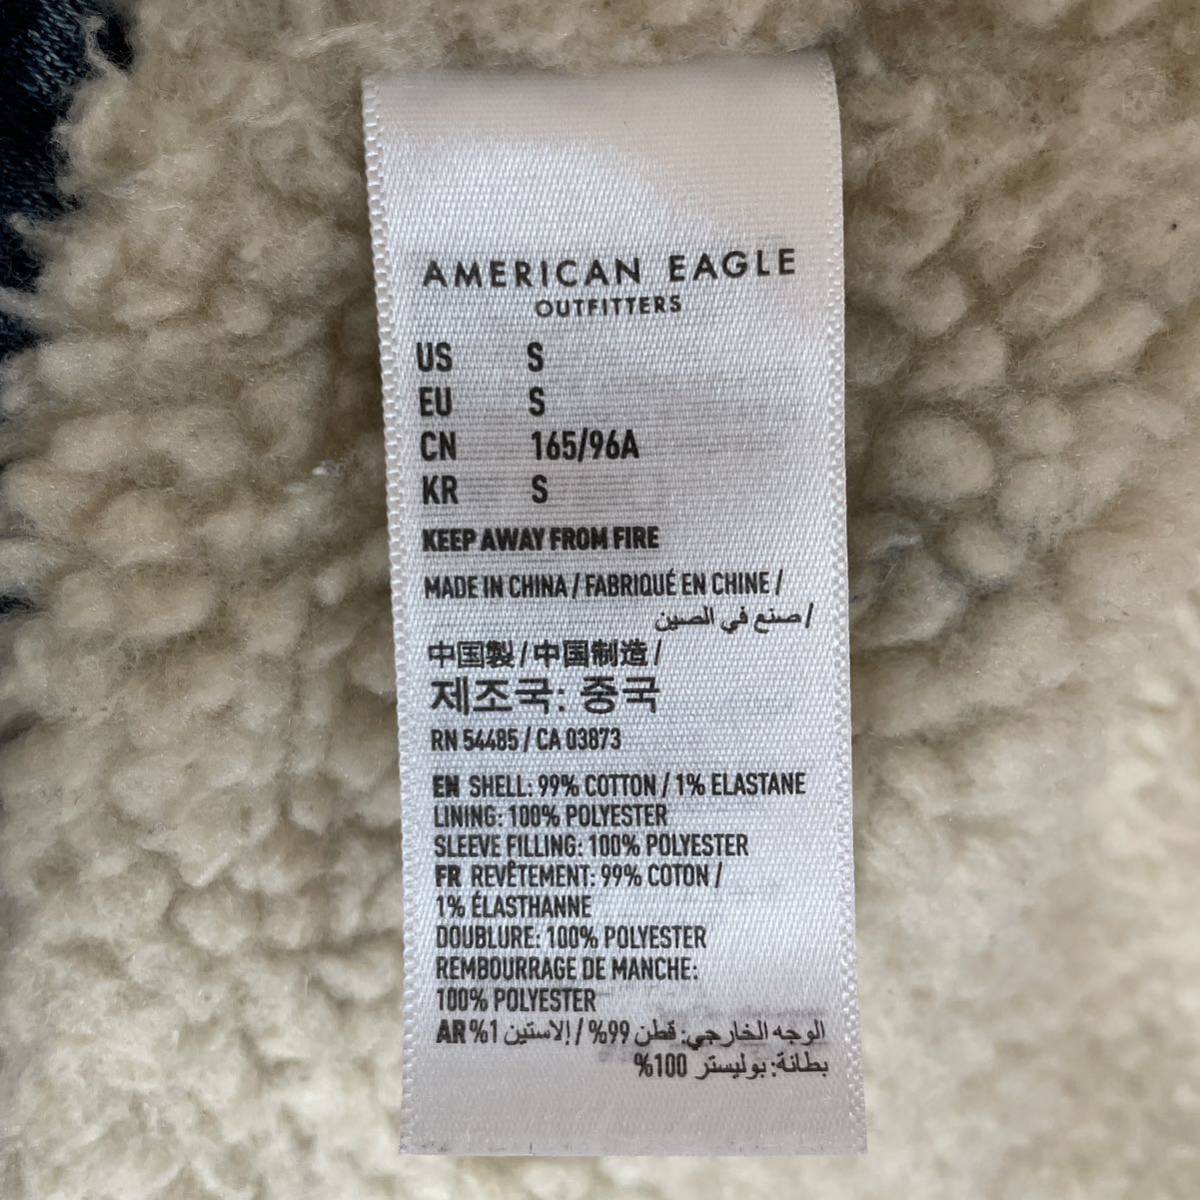 AMERICAN EAGLE
OUTFITTERS
US S
EU S
CN 165/96A
KR S
KEEP AWAY FROM FIRE
MADE IN CHINA / FABRIQUÉ EN CHINE /
صنع في الصين /
中国製 / 中国制造 /
제조국: 중국
RN 54485 / CA 03873
EN SHELL: 99% COTTON / 1% ELASTANE
LINING: 100% POLYESTER
SLEEVE FILLING: 100% POLYESTER
FR REVÊTEMENT: 99% COTON /
1% ÉLASTHANNE
DOUBLURE: 100% POLYESTER
REMBOURRAGE DE MANCHE:
100% POLYESTER
AR الوجه الخارجي: قطن 99% / إلاستين 1%
بطانة: بوليستر 100%